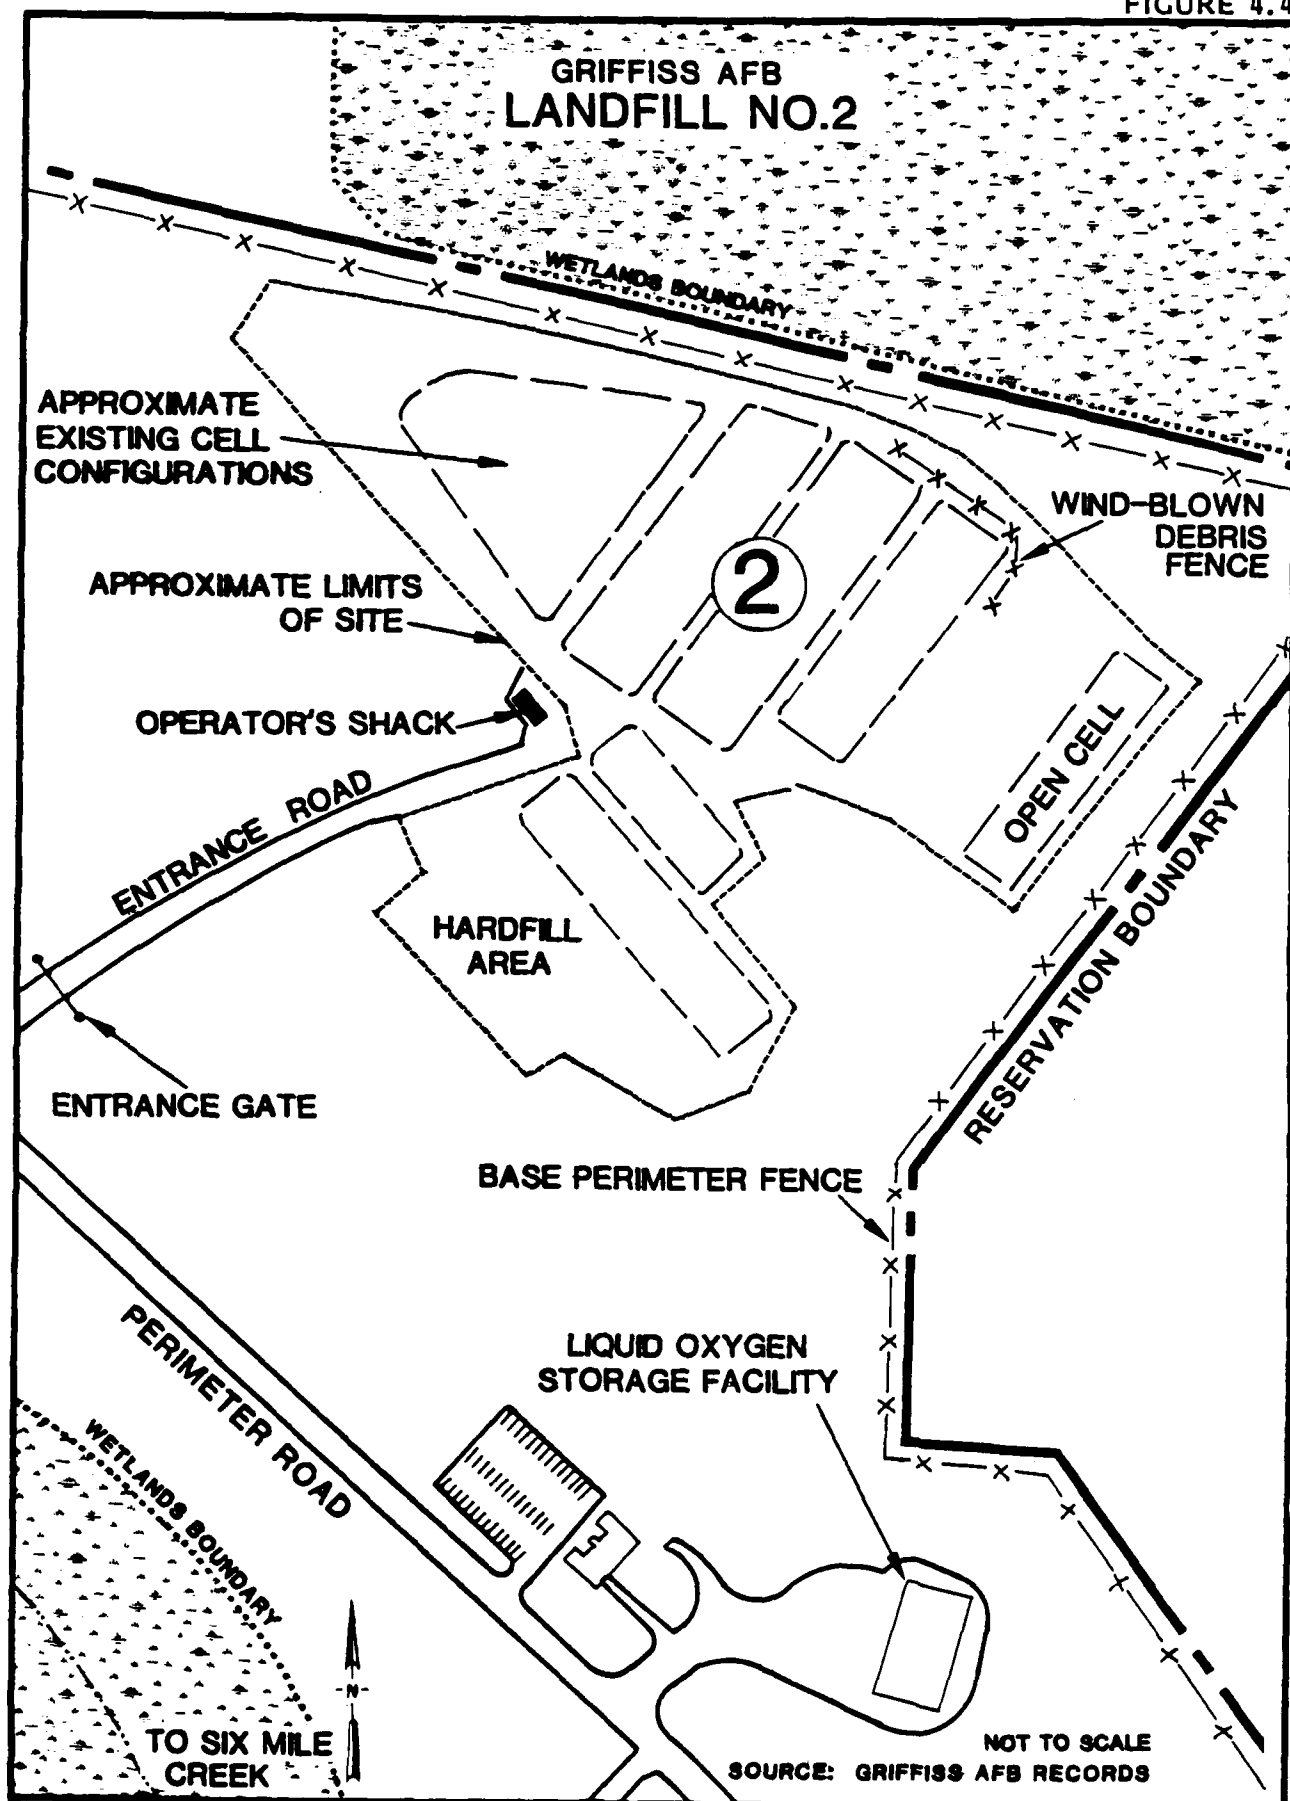 FIGURE 4.4
GRIFFISS AFB
LANDFILL NO.2
WETLANDS BOUNDARY
APPROXIMATE
EXISTING CELL
CONFIGURATIONS
WIND-BLOWN
DEBRIS
FENCE
2
APPROXIMATE LIMITS
OF SITE
OPERATOR'S SHACK
OPEN CELL
ENTRANCE ROAD
RESERVATION BOUNDARY
HARDFILL
AREA
ENTRANCE GATE
BASE PERIMETER FENCE
PERIMETER ROAD
LIQUID OXYGEN
STORAGE FACILITY
WETLANDS BOUNDARY
-N-
TO SIX MILE
CREEK
NOT TO SCALE
SOURCE: GRIFFISS AFB RECORDS